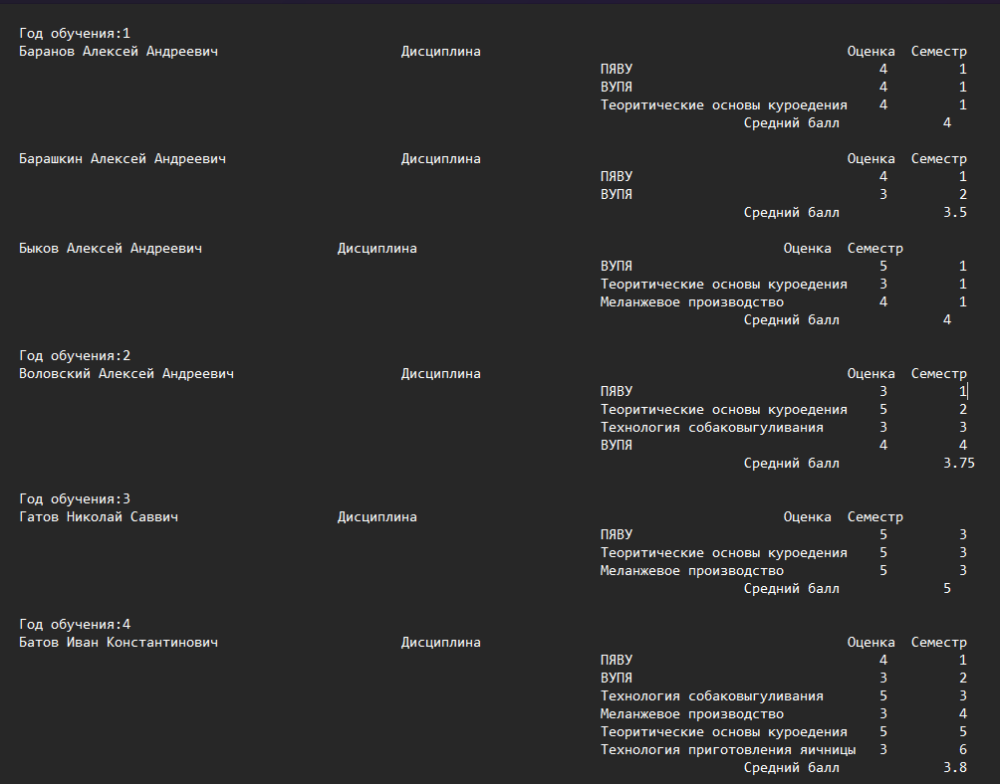 Год обучения:1
Баранов Алексей Андреевич Дисциплина Оценка Семестр
ПЯВУ 4 1
ВУПЯ 4 1
Теоритические основы куроедения 4 1
Средний балл 4
Барашкин Алексей Андреевич Дисциплина Оценка Семестр
ПЯВУ 4 1
ВУПЯ 3 2
Средний балл 3.5
Быков Алексей Андреевич Дисциплина Оценка Семестр
ВУПЯ 5 1
Теоритические основы куроедения 3 1
Меланжевое производство 4 1
Средний балл 4
Год обучения:2
Воловский Алексей Андреевич Дисциплина Оценка Семестр
ПЯВУ 3 1
Теоритические основы куроедения 5 2
Технология собаковыгуливания 3 3
ВУПЯ 4 4
Средний балл 3.75
Год обучения:3
Гатов Николай Саввич Дисциплина Оценка Семестр
ПЯВУ 5 3
Теоритические основы куроедения 5 3
Меланжевое производство 5 3
Средний балл 5
Год обучения:4
Батов Иван Константинович Дисциплина Оценка Семестр
ПЯВУ 4 1
ВУПЯ 3 2
Технология собаковыгуливания 5 3
Меланжевое производство 3 4
Теоритические основы куроедения 5 5
Технология приготовления яичницы 3 6
Средний балл 3.8